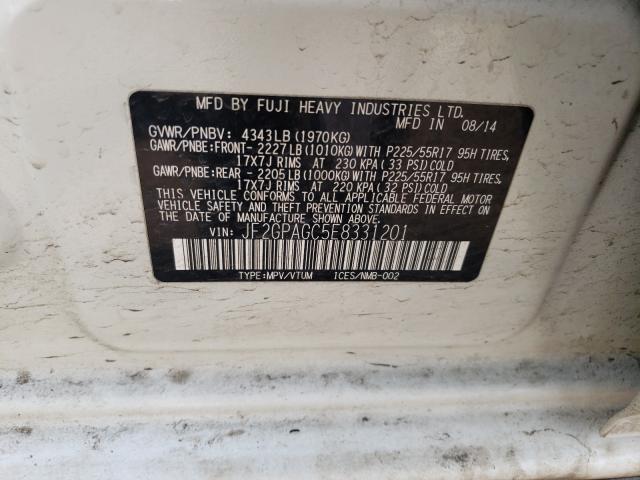 MFD BY FUJI HEAVY INDUSTRIES LTD.
MFD IN 08/14
GVWR/PNBV: 4343LB (1970KG)
GAWR/PNBE:FRONT- 2227LB (1010KG) WITH P225/55R17 95H TIRES,
17X7J RIMS AT 230 KPA (33 PSI) COLD
GAWR/PNBE:REAR - 2205LB (1000KG) WITH P225/55R17 95H TIRES,
17X7J RIMS AT 220 KPA (32 PSI) COLD
THIS VEHICLE CONFORMS TO ALL APPLICABLE FEDERAL MOTOR
VEHICLE SAFETY AND THEFT PREVENTION STANDARDS IN
EFFECT ON THE DATE OF MANUFACTURE SHOWN ABOVE.
VIN: JF2GPAGC5E8331201
TYPE:MPV/VTUM ICES/NMB-002